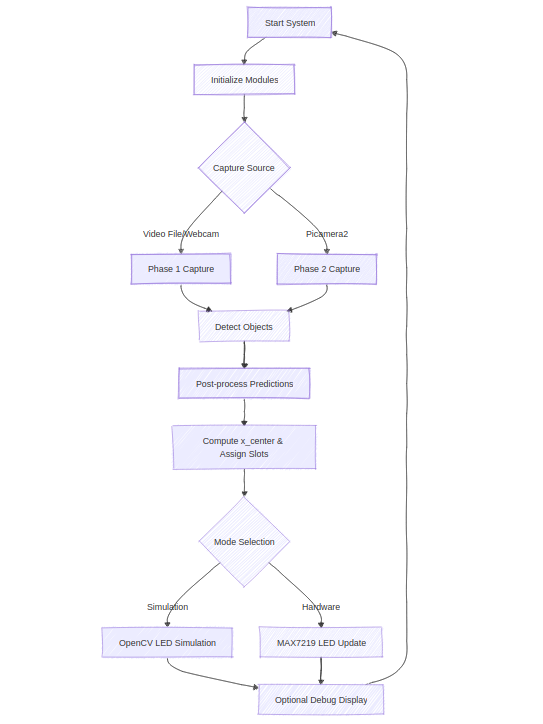 Start System
Initialize Modules
Capture Source
Video File/Webcam
Picamera2
Phase 1 Capture
Phase 2 Capture
Detect Objects
Post-process Predictions
Compute x_center &
Assign Slots
Mode Selection
Simulation
Hardware
OpenCV LED Simulation
MAX7219 LED Update
Optional Debug Display